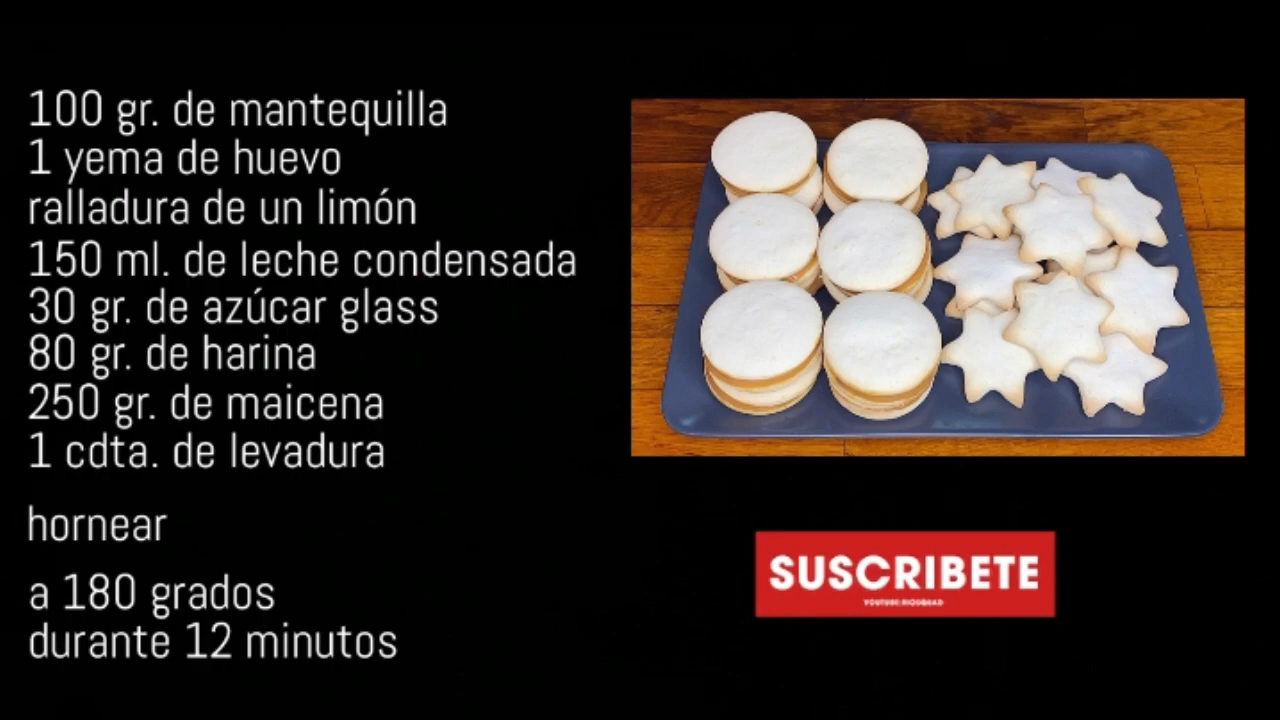 100 gr. de mantequilla
1 yema de huevo
ralladura de un limón
150 ml. de leche condensada
30 gr. de azúcar glass
80 gr. de harina
250 gr. de maicena
1 cdta. de levadura
hornear
a 180 grados
durante 12 minutos
SUSCRIBETE